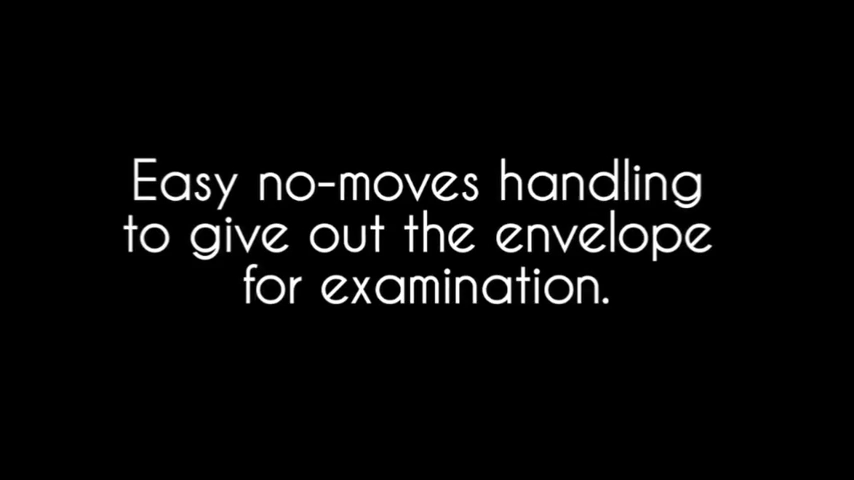 Easy no-moves handling
to give out the envelope
for examination.